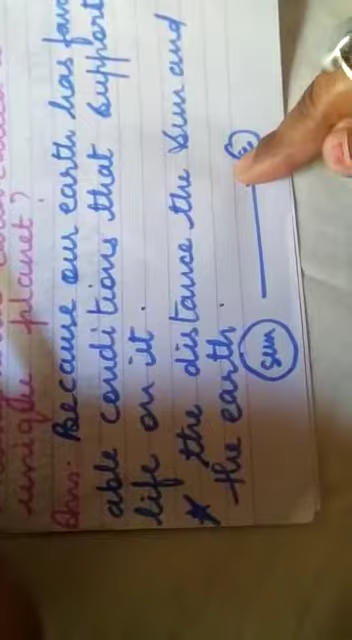 unique planet?
Ans. Because our earth has fav
able conditions that support
life on it.
* the distance the sun and
the earth.
sun E